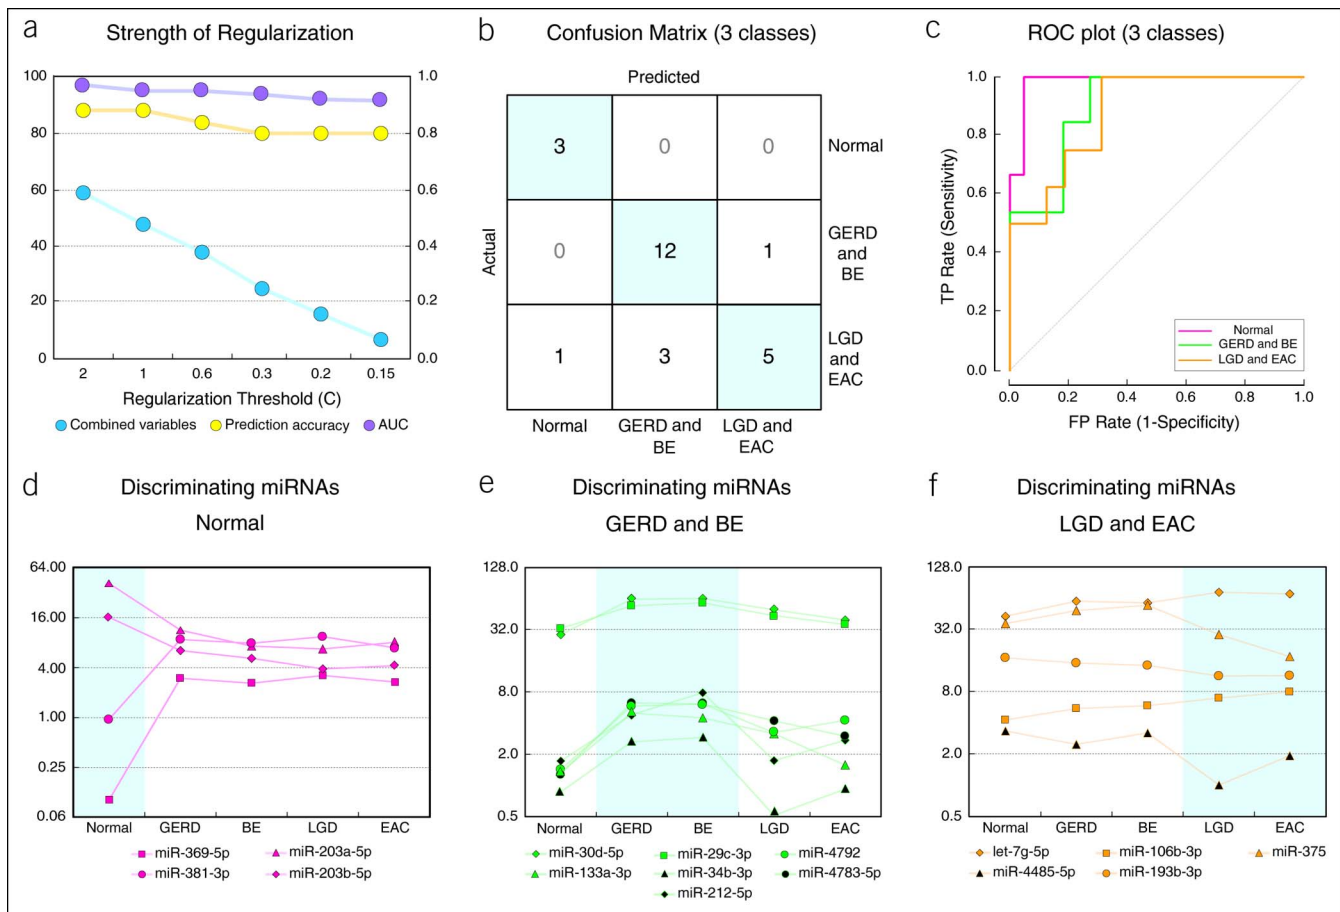 a
Strength of Regularization
100
80
60
40
20
0
1.0
0.8
0.6
0.4
0.2
0.0
2 1 0.6 0.3 0.2 0.15
Regularization Threshold (C)
Combined variables Prediction accuracy AUC
b
Confusion Matrix (3 classes)
Predicted
Actual
3 0 0 Normal
0 12 1 GERD and BE
1 3 5 LGD and EAC
Normal GERD and BE LGD and EAC
c
ROC plot (3 classes)
TP Rate (Sensitivity)
1.0
0.8
0.6
0.4
0.2
0.0
Normal
GERD and BE
LGD and EAC
0.0 0.2 0.4 0.6 0.8 1.0
FP Rate (1-Specificity)
d
Discriminating miRNAs
Normal
64.00
16.00
4.00
1.00
0.25
0.06
Normal GERD BE LGD EAC
miR-369-5p miR-203a-5p
miR-381-3p miR-203b-5p
e
Discriminating miRNAs
GERD and BE
128.0
32.0
8.0
2.0
0.5
Normal GERD BE LGD EAC
miR-30d-5p miR-29c-3p miR-4792
miR-133a-3p miR-34b-3p miR-4783-5p
miR-212-5p
f
Discriminating miRNAs
LGD and EAC
128.0
32.0
8.0
2.0
0.5
Normal GERD BE LGD EAC
let-7g-5p miR-106b-3p miR-375
miR-4485-5p miR-193b-3p